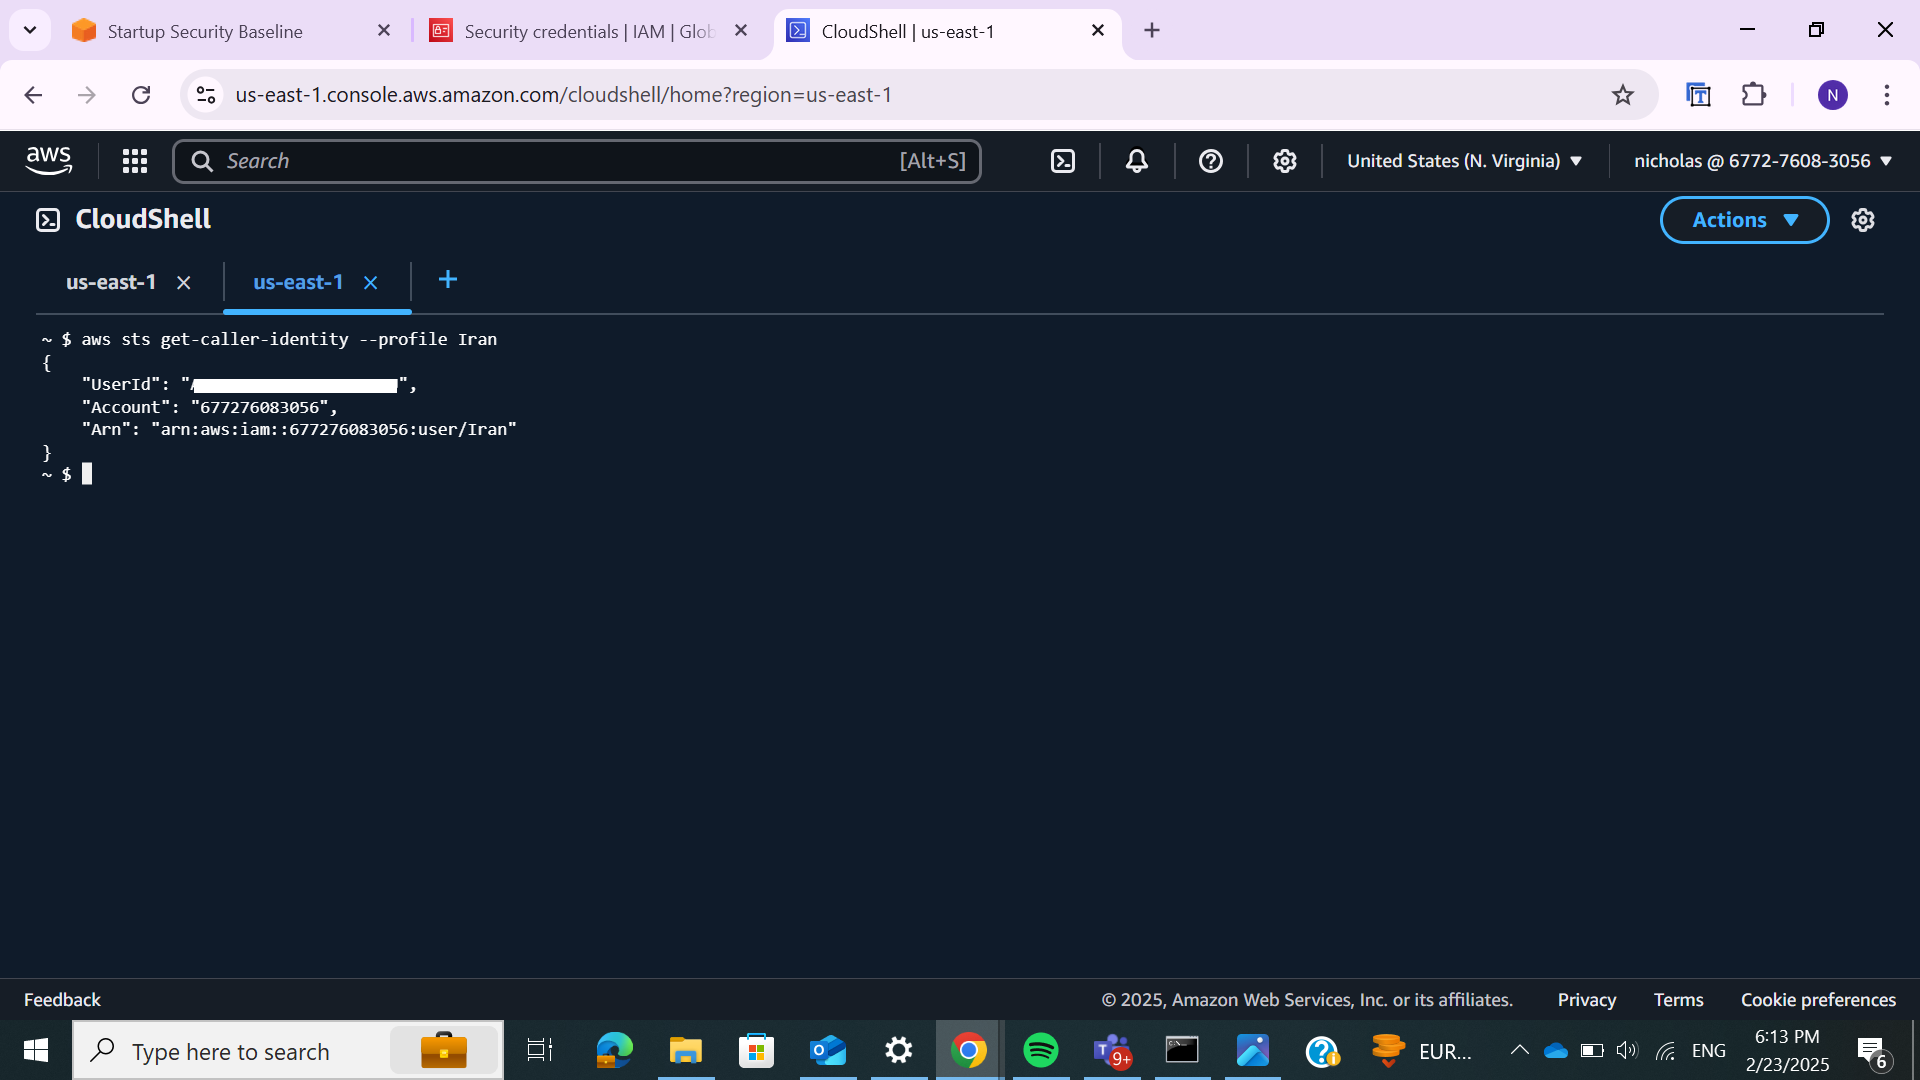 Startup Security Baseline
Security credentials | IAM | Glob
CloudShell | us-east-1
us-east-1.console.aws.amazon.com/cloudshell/home?region=us-east-1
N
aws
Search
[Alt+S]
United States (N. Virginia)
nicholas @ 6772-7608-3056
CloudShell
Actions
us-east-1
us-east-1
~ $ aws sts get-caller-identity --profile Iran
{
"UserId": " ",
"Account": "677276083056",
"Arn": "arn:aws:iam::677276083056:user/Iran"
}
~ $
Feedback
© 2025, Amazon Web Services, Inc. or its affiliates.
Privacy
Terms
Cookie preferences
Type here to search
9+
EUR...
ENG
6:13 PM
2/23/2025
6